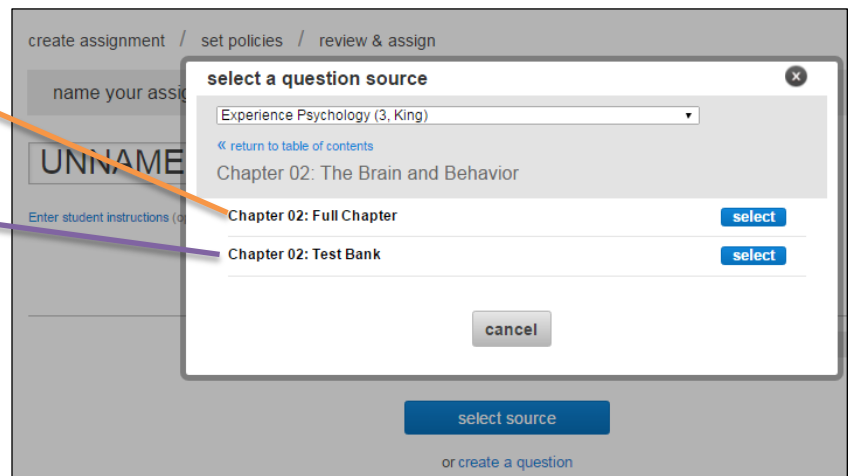 create assignment / set policies / review & assign
select a question source
name your assig
Experience Psychology (3, King)
« return to table of contents
UNNAME
Chapter 02: The Brain and Behavior
Enter student instructions (o
Chapter 02: Full Chapter select
Chapter 02: Test Bank select
cancel
select source
or create a question